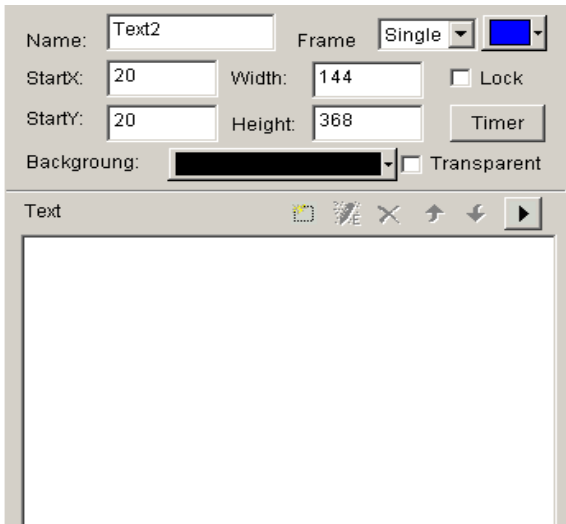 Name: Text2 Frame Single
StartX: 20 Width: 144 Lock
StartY: 20 Height: 368 Timer
Backgroung: Transparent
Text E